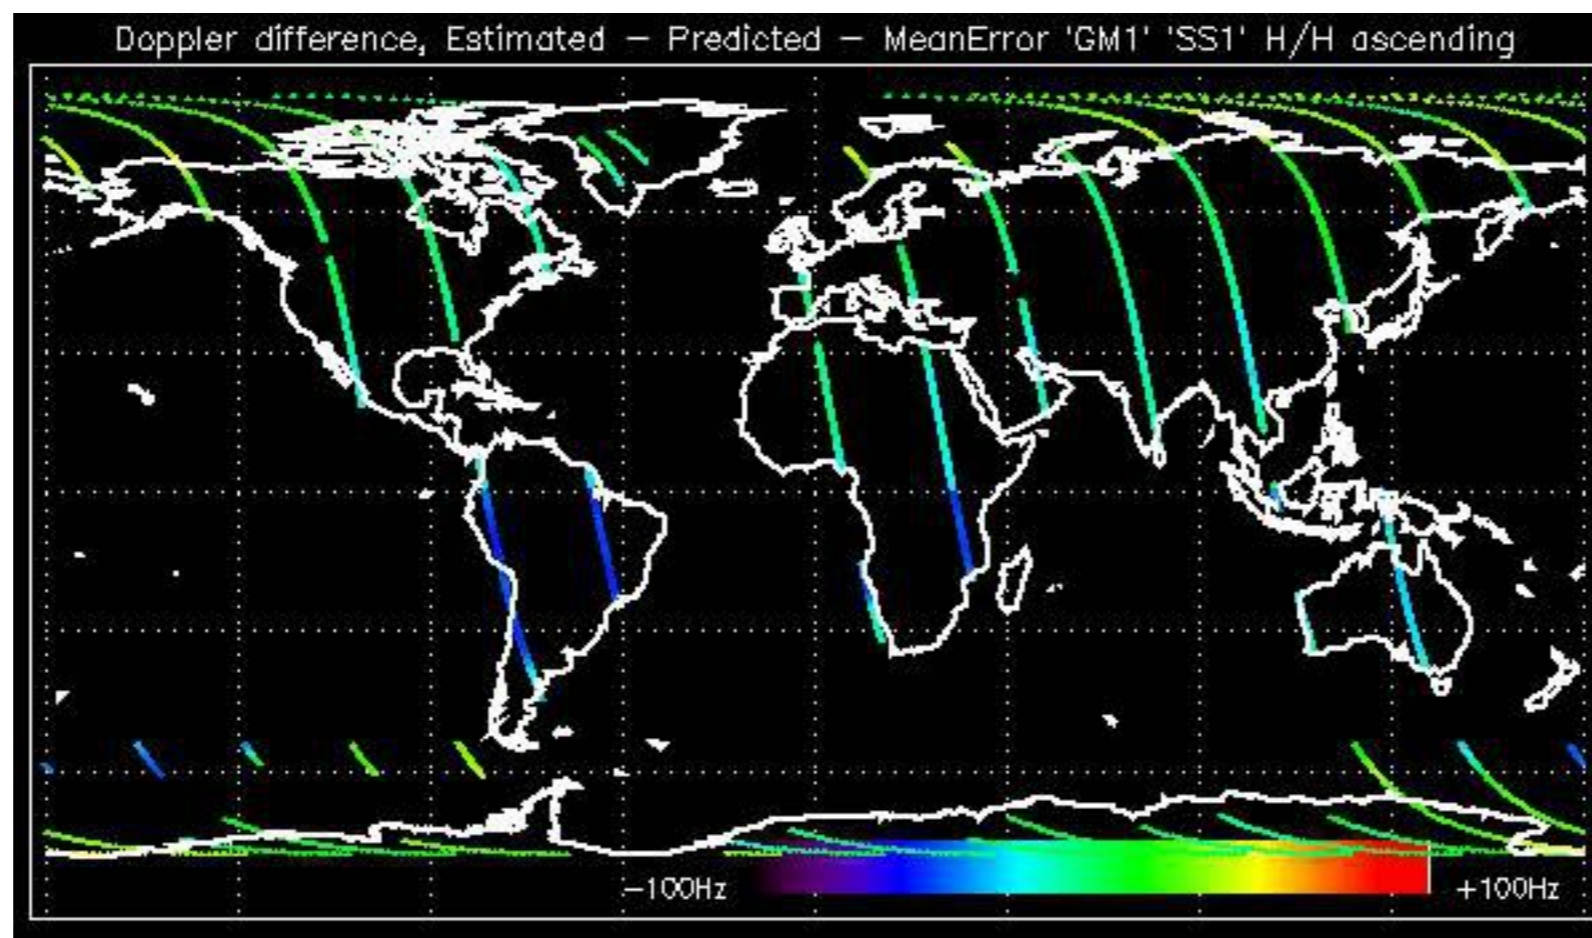 Doppler difference, Estimated – Predicted – MeanError 'GM1' 'SS1' H/H ascending
-100Hz
+100Hz